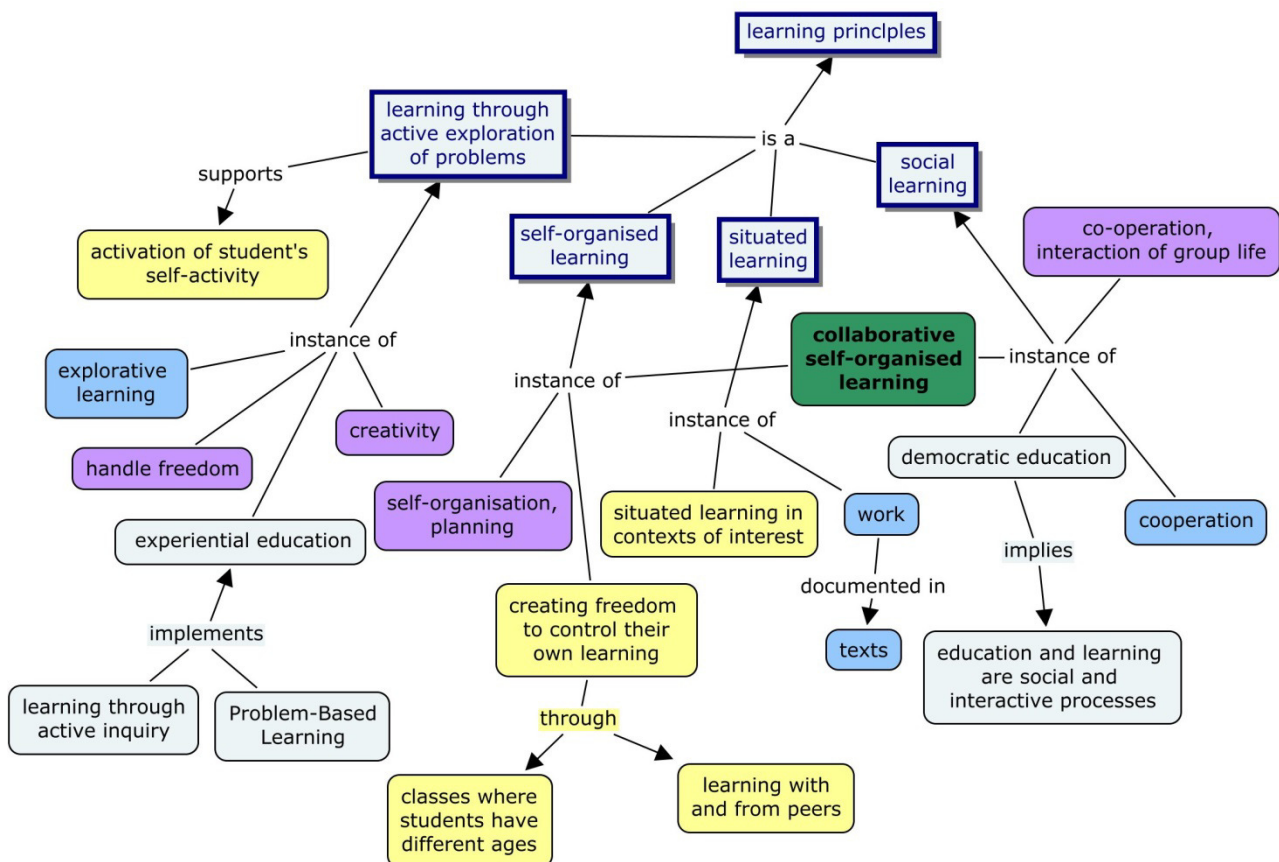 learning princlples
learning through
active exploration
of problems
is a
social
learning
supports
self-organised
learning
situated
learning
co-operation,
interaction of group life
activation of student's
self-activity
instance of
collaborative
self-organised
learning
instance of
explorative
learning
instance of
instance of
creativity
handle freedom
democratic education
self-organisation,
planning
situated learning in
contexts of interest
work
cooperation
experiential education
implies
documented in
creating freedom
to control their
own learning
implements
texts
education and learning
are social and
interactive processes
learning through
active inquiry
Problem-Based
Learning
through
classes where
students have
different ages
learning with
and from peers